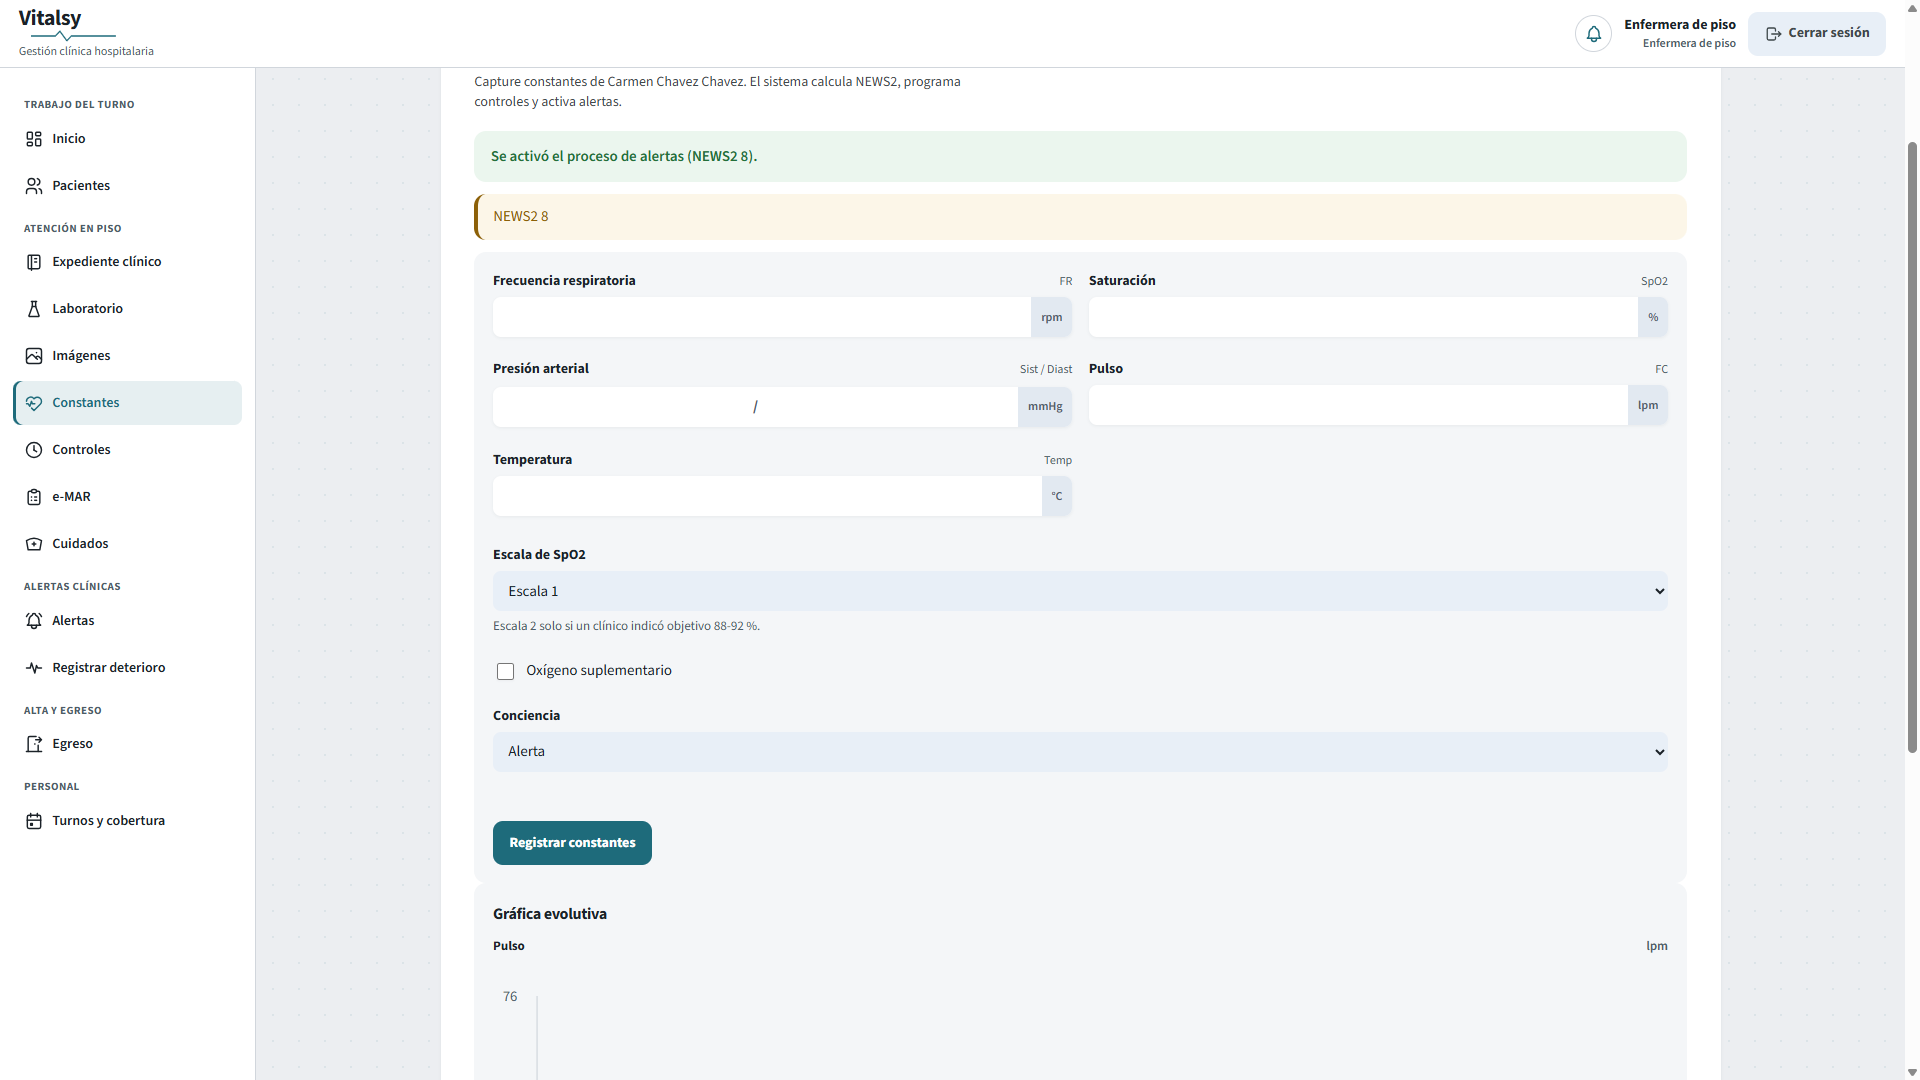 Vitalsy
Gestión clínica hospitalaria
Enfermera de piso
Enfermera de piso
Cerrar sesión
TRABAJO DEL TURNO
Inicio
Pacientes
ATENCIÓN EN PISO
Expediente clínico
Laboratorio
Imágenes
Constantes
Controles
e-MAR
Cuidados
ALERTAS CLÍNICAS
Alertas
Registrar deterioro
ALTA Y EGRESO
Egreso
PERSONAL
Turnos y cobertura
Capture constantes de Carmen Chavez Chavez. El sistema calcula NEWS2, programa
controles y activa alertas.
Se activó el proceso de alertas (NEWS2 8).
NEWS2 8
Frecuencia respiratoria FR
rpm
Saturación SpO2
%
Presión arterial Sist / Diast
/ mmHg
Pulso FC
lpm
Temperatura Temp
°C
Escala de SpO2
Escala 1
Escala 2 solo si un clínico indicó objetivo 88-92 %.
Oxígeno suplementario
Conciencia
Alerta
Registrar constantes
Gráfica evolutiva
Pulso lpm
76